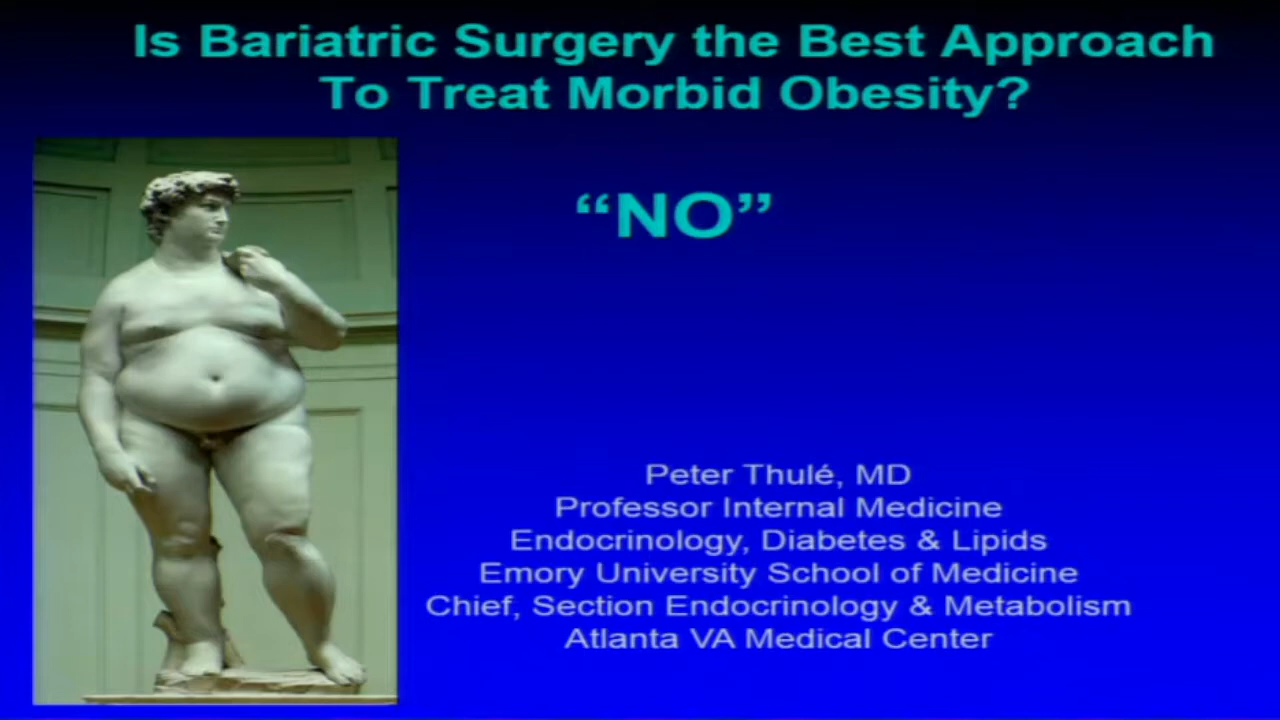 Is Bariatric Surgery the Best Approach
To Treat Morbid Obesity?
“NO”
Peter Thulé, MD
Professor Internal Medicine
Endocrinology, Diabetes & Lipids
Emory University School of Medicine
Chief, Section Endocrinology & Metabolism
Atlanta VA Medical Center